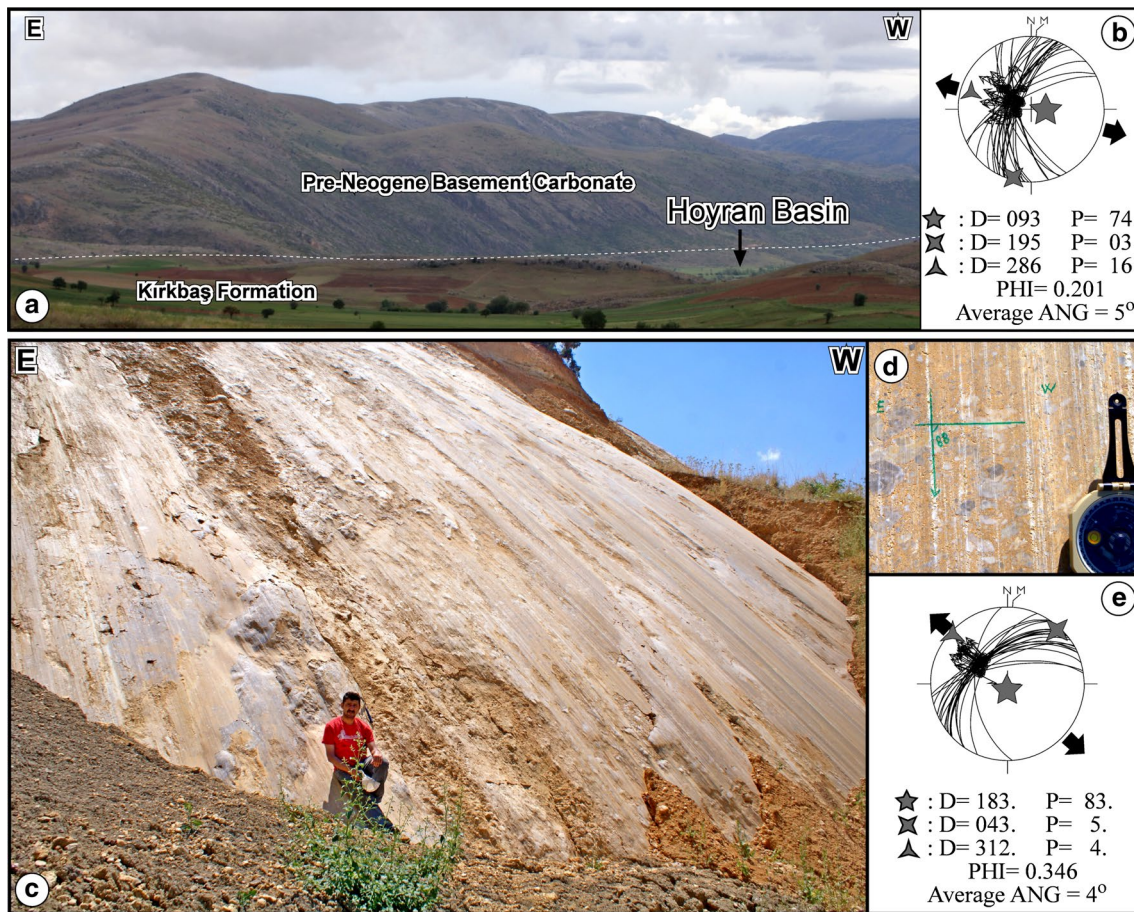 E
W
Pre-Neogene Basement Carbonate
Hoyran Basin
Kırkbaş Formation
a
b
N M
: D= 093 P= 74
: D= 195 P= 03
: D= 286 P= 16
PHI= 0.201
Average ANG = 5°
E
W
c
d
E
W
88
e
N M
: D= 183. P= 83.
: D= 043. P= 5.
: D= 312. P= 4.
PHI= 0.346
Average ANG = 4°